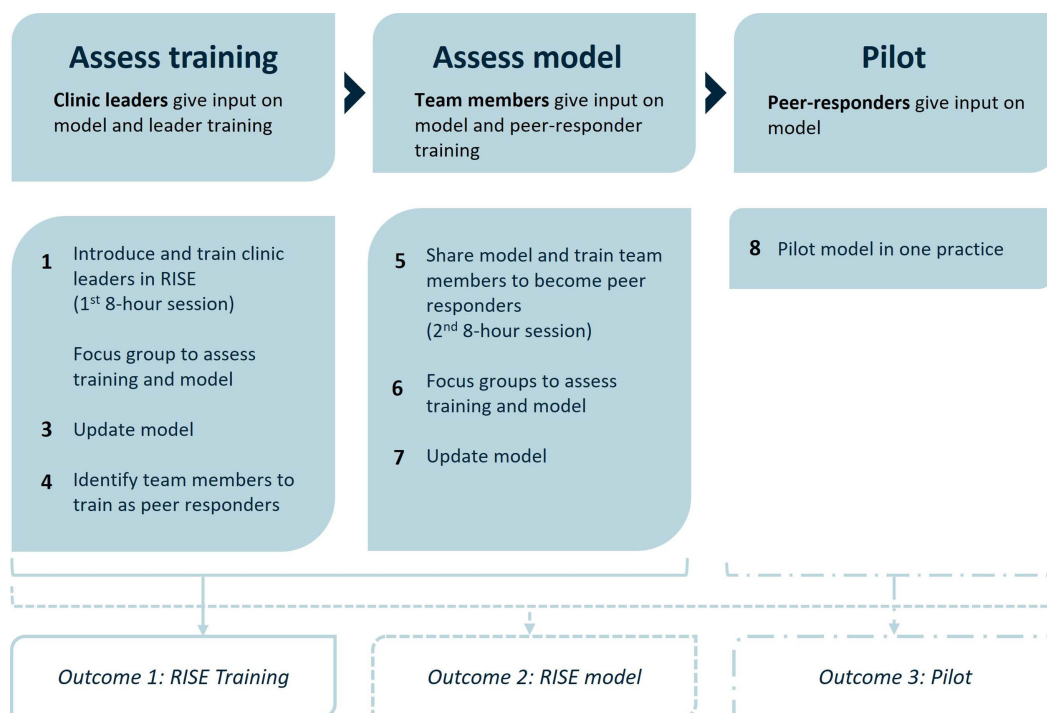 Assess training
Clinic leaders give input on
model and leader training
Assess model
Team members give input on
model and peer-responder
training
Pilot
Peer-responders give input on
model
1 Introduce and train clinic
leaders in RISE
(1st 8-hour session)
Focus group to assess
training and model
3 Update model
4 Identify team members to
train as peer responders
5 Share model and train team
members to become peer
responders
(2nd 8-hour session)
6 Focus groups to assess
training and model
7 Update model
8 Pilot model in one practice
Outcome 1: RISE Training
Outcome 2: RISE model
Outcome 3: Pilot